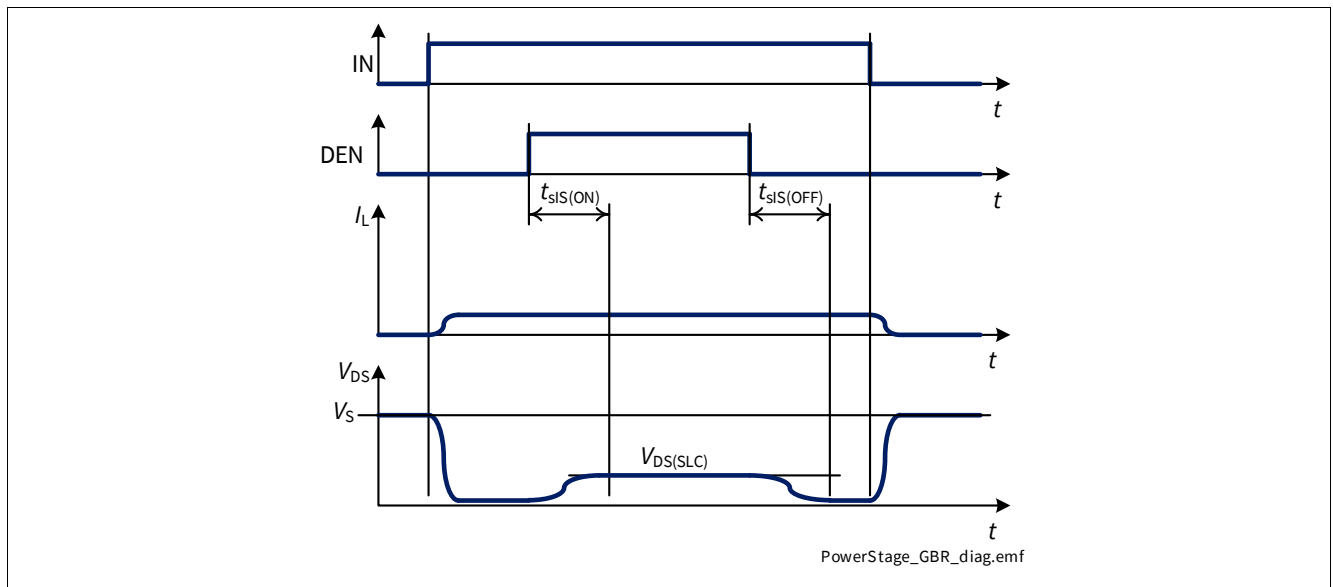 IN
t
DEN
t
tsIS(ON)
tsIS(OFF)
IL
t
VDS
VS
VDS(SLC)
t
PowerStage_GBR_diag.emf